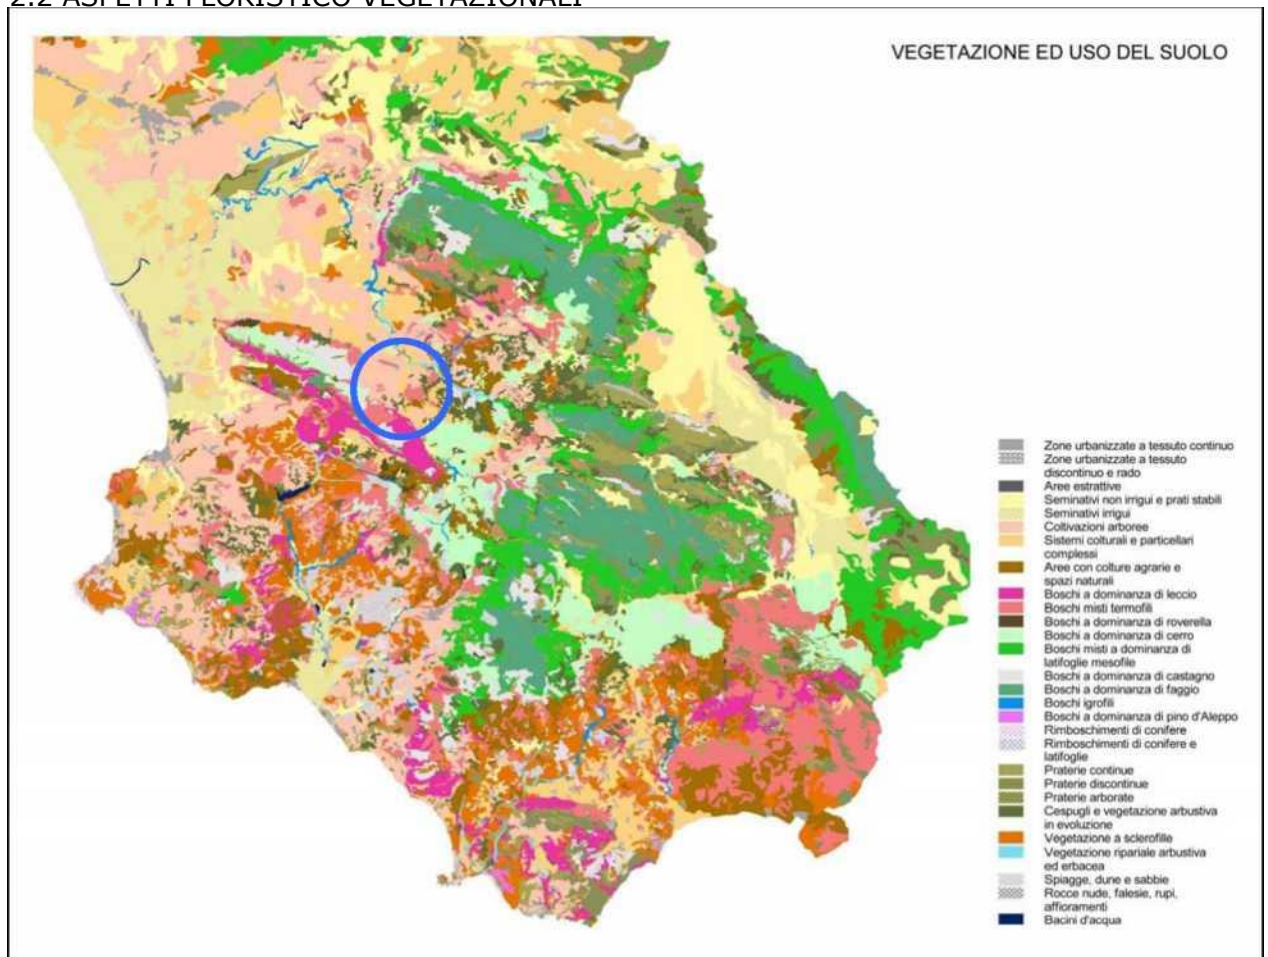 2.2 ASPETTI FLORISTICO VEGETAZIONALI
VEGETAZIONE ED USO DEL SUOLO
Zone urbanizzate a tessuto continuo
Zone urbanizzate a tessuto
discontinuo e rado
Aree estrattive
Seminativi non irrigui e prati stabili
Seminativi irrigui
Coltivazioni arboree
Sistemi colturali e particellari
complessi
Aree con colture agrarie e
spazi naturali
Boschi a dominanza di leccio
Boschi misti termofili
Boschi a dominanza di roverella
Boschi a dominanza di cerro
Boschi misti a dominanza di
latifoglie mesofile
Boschi a dominanza di castagno
Boschi a dominanza di faggio
Boschi igrofili
Boschi a dominanza di pino d'Aleppo
Rimboschimenti di conifere
Rimboschimenti di conifere e
latifoglie
Praterie continue
Praterie discontinue
Praterie arborate
Cespugli e vegetazione arbustiva
in evoluzione
Vegetazione a sclerofille
Vegetazione ripariale arbustiva
ed erbacea
Spiagge, dune e sabbie
Rocce nude, falesie, rupi,
affioramenti
Bacini d'acqua